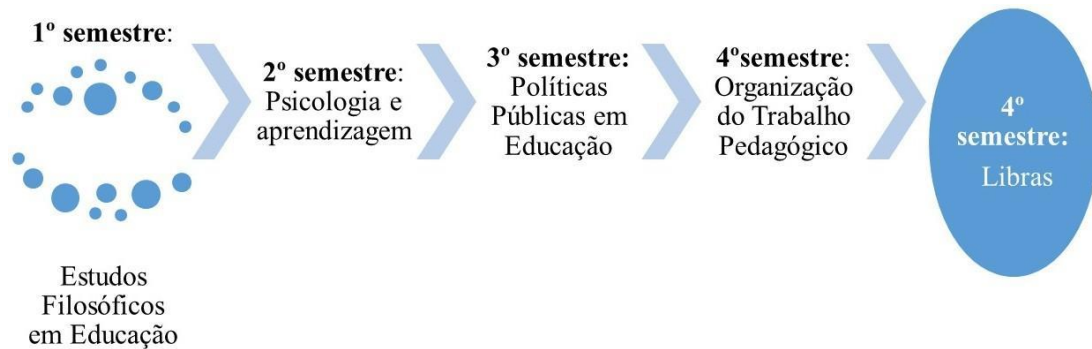 1º semestre:
Estudos
Filosóficos
em Educação
2º semestre:
Psicologia e
aprendizagem
3º semestre:
Políticas
Públicas em
Educação
4ºsemestre:
Organização
do Trabalho
Pedagógico
4º
semestre:
Libras